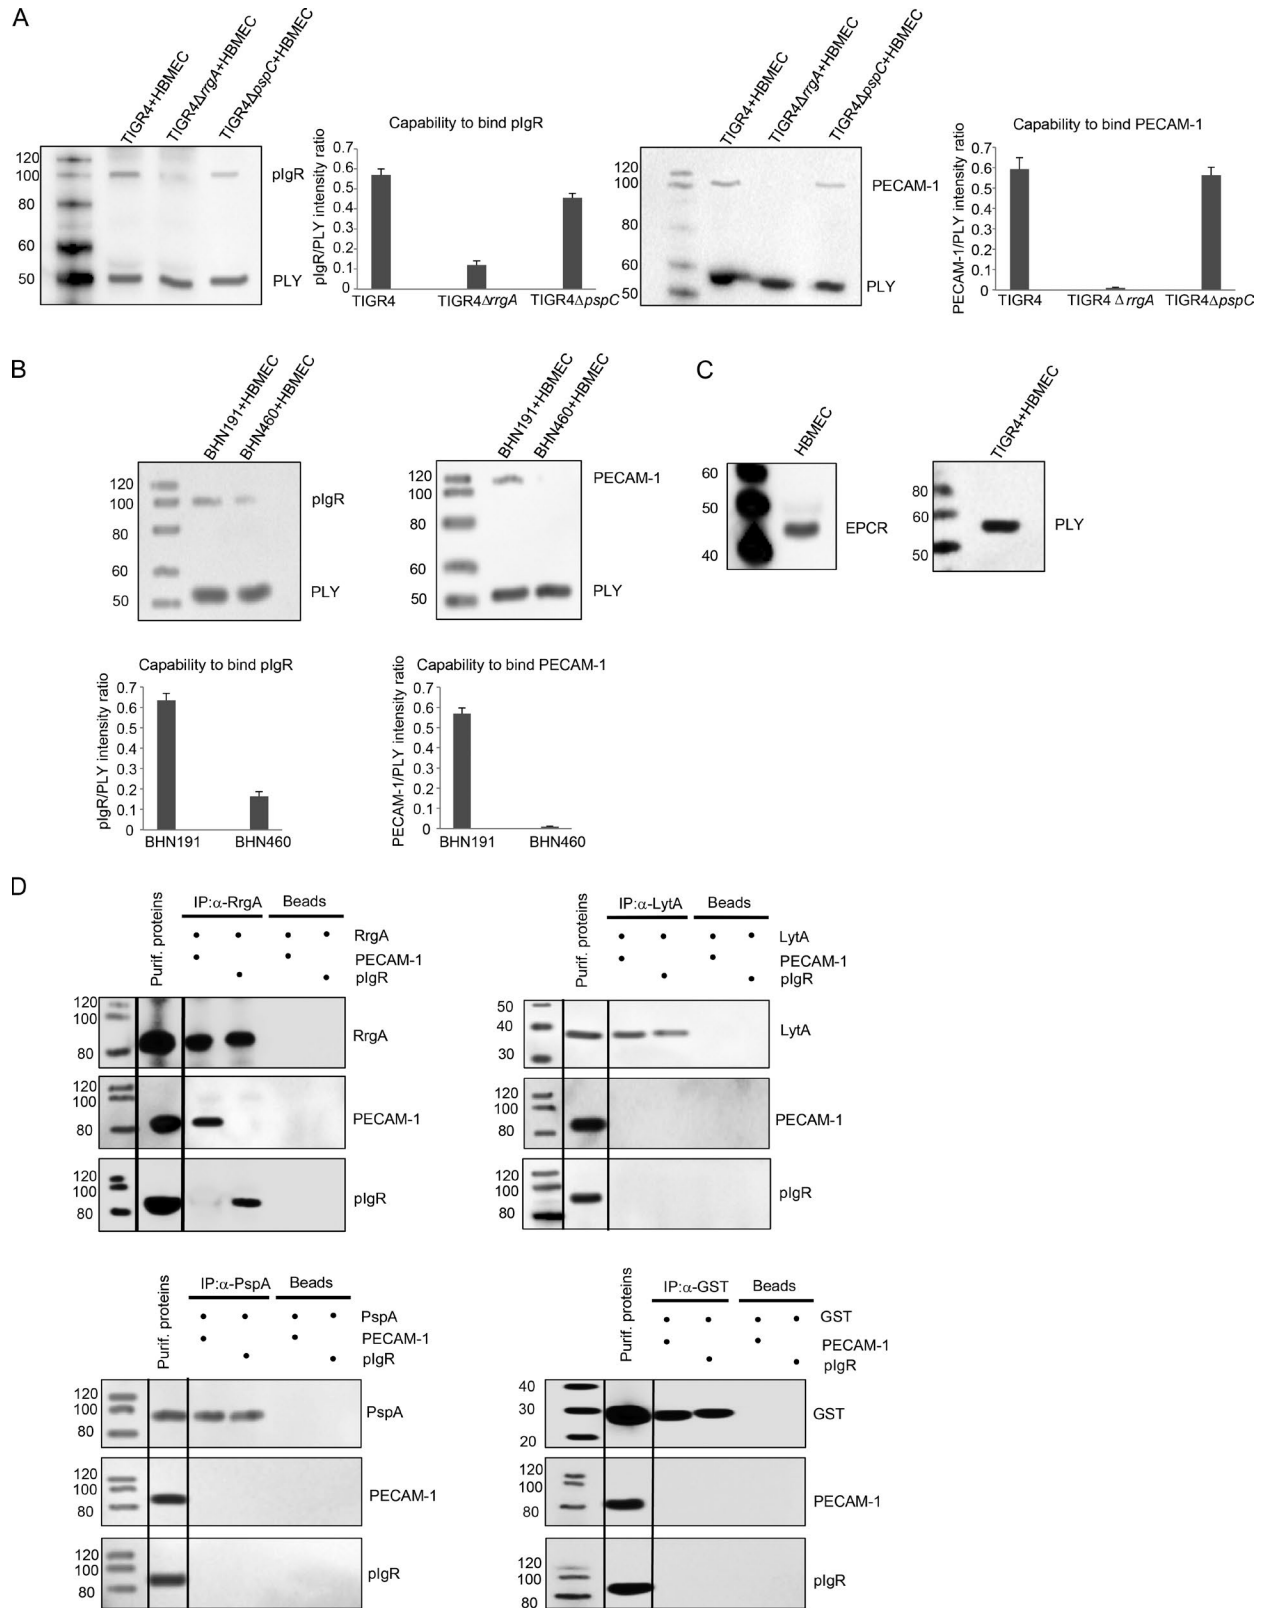 A
TIGR4+HBMEC
TIGR4ΔrrgA+HBMEC
TIGR4ΔpspC+HBMEC
120
100
80
60
50
pIgR
PLY
Capability to bind pIgR
pIgR/PLY intensity ratio
0.7
0.6
0.5
0.4
0.3
0.2
0.1
0
TIGR4 TIGR4ΔrrgA TIGR4ΔpspC
TIGR4+HBMEC
TIGR4ΔrrgA+HBMEC
TIGR4ΔpspC+HBMEC
120
100
80
60
50
PECAM-1
PLY
Capability to bind PECAM-1
PECAM-1/PLY intensity ratio
0.7
0.6
0.5
0.4
0.3
0.2
0.1
0
TIGR4 TIGR4 ΔrrgA TIGR4ΔpspC
B
BHN191+HBMEC
BHN460+HBMEC
120
100
80
60
50
pIgR
PLY
BHN191+HBMEC
BHN460+HBMEC
120
100
80
60
50
PECAM-1
PLY
C
HBMEC
60
50
40
EPCR
TIGR4+HBMEC
80
60
50
PLY
Capability to bind pIgR
pIgR/PLY intensity ratio
0.7
0.6
0.5
0.4
0.3
0.2
0.1
0
BHN191 BHN460
Capability to bind PECAM-1
PECAM-1/PLY intensity ratio
0.7
0.6
0.5
0.4
0.3
0.2
0.1
0
BHN191 BHN460
D
Purif. proteins
IP:α-RrgA Beads
RrgA
PECAM-1
pIgR
120
100
80
RrgA
120
100
80
PECAM-1
120
100
80
pIgR
Purif. proteins
IP:α-LytA Beads
LytA
PECAM-1
pIgR
50
40
30
LytA
120
100
80
PECAM-1
120
100
80
pIgR
Purif. proteins
IP:α-PspA Beads
PspA
PECAM-1
pIgR
120
100
80
PspA
120
100
80
PECAM-1
120
100
80
pIgR
Purif. proteins
IP:α-GST Beads
GST
PECAM-1
pIgR
40
30
20
GST
120
100
80
PECAM-1
120
100
80
pIgR